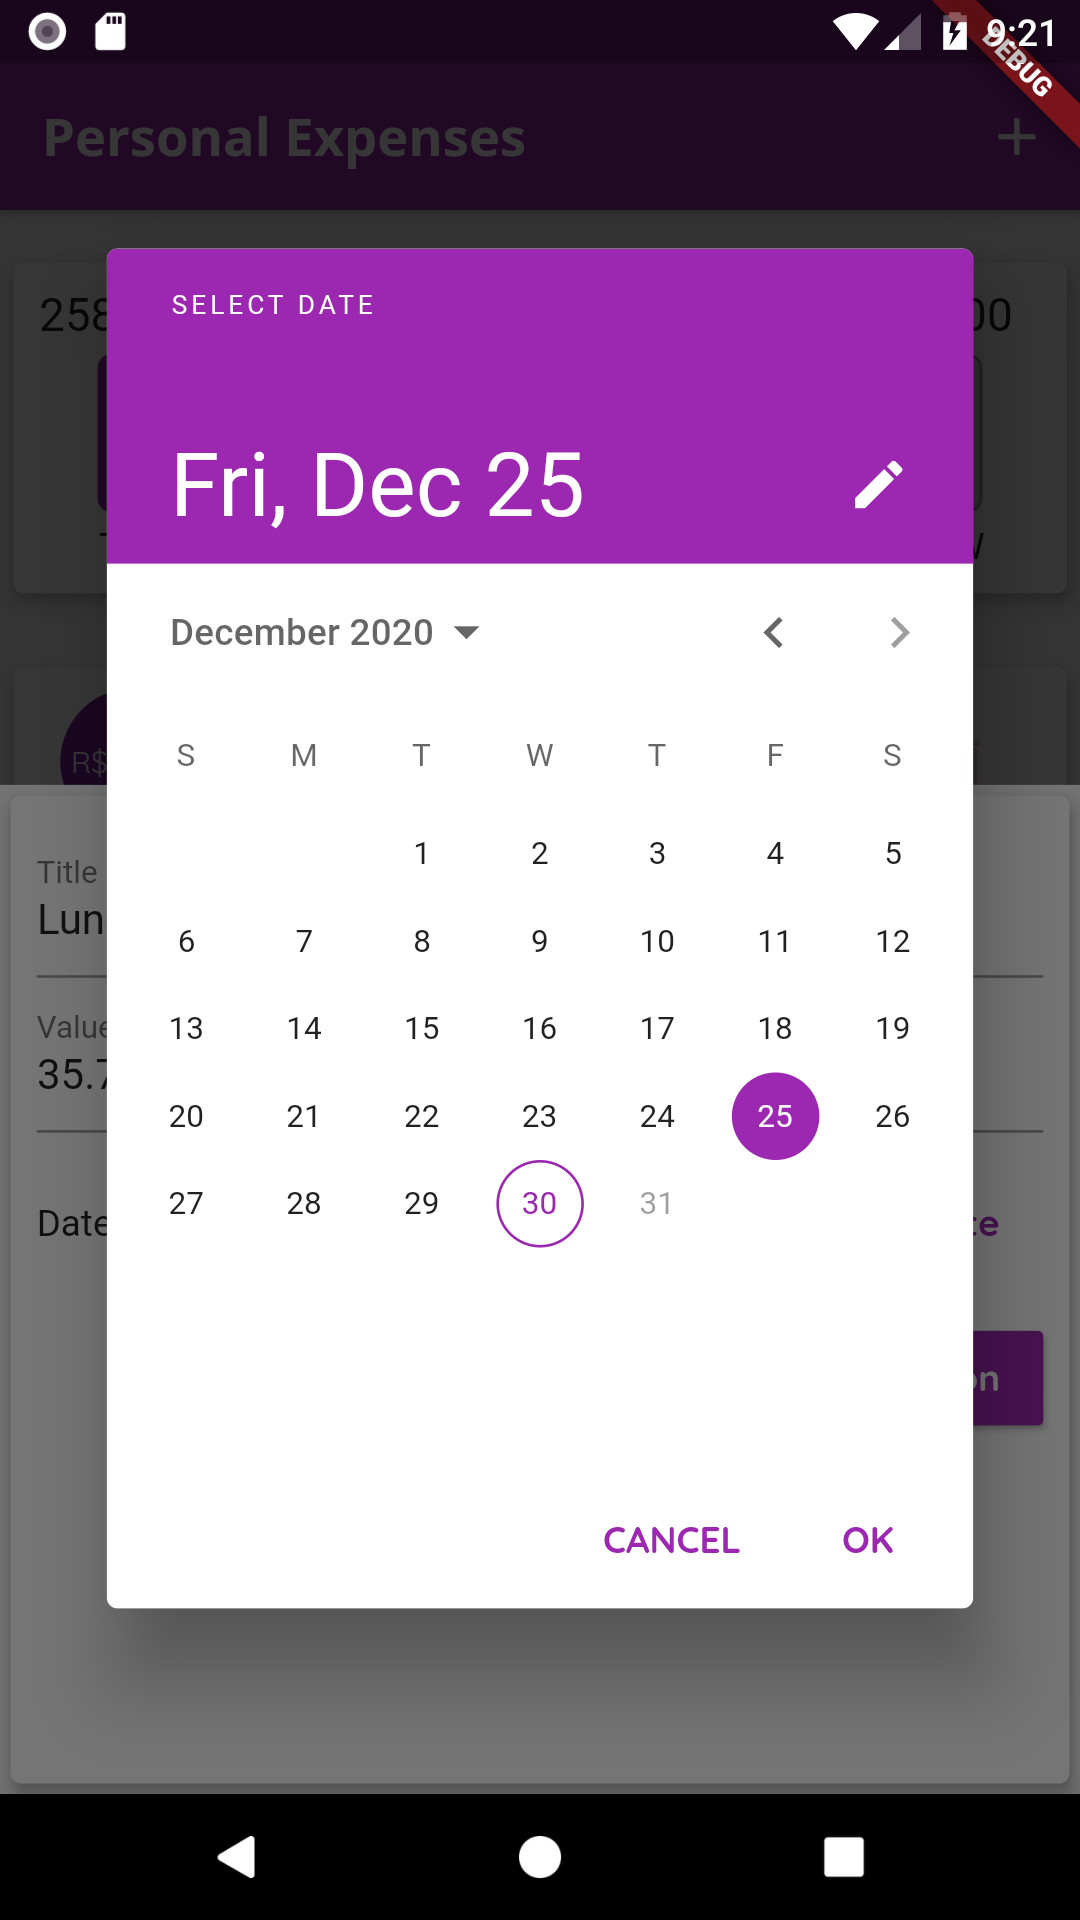 9:21
DEBUG
Personal Expenses
SELECT DATE
258
00
Fri, Dec 25
December 2020
R$
S M T W T F S
1 2 3 4 5
Title
Lun
6 7 8 9 10 11 12
Value
13 14 15 16 17 18 19
35.7
20 21 22 23 24 25 26
27 28 29 30 31
Date
te
on
CANCEL OK